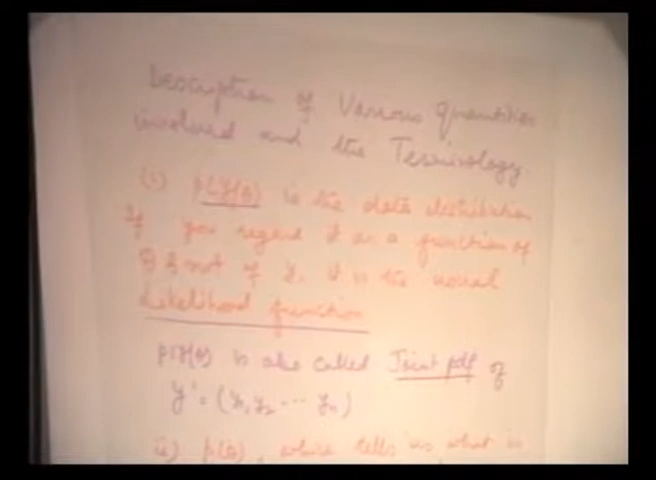 Description of Various Quantities
involved and the Terminology.
(i) p(y|θ) is the data distribution
If you regard it as a function of
θ & not of y, it is the usual
Likelihood function
p(y|θ) is also called Joint pdf of
y' = (y₁, y₂ ... yₙ)
ii) p(θ), which tells us what is